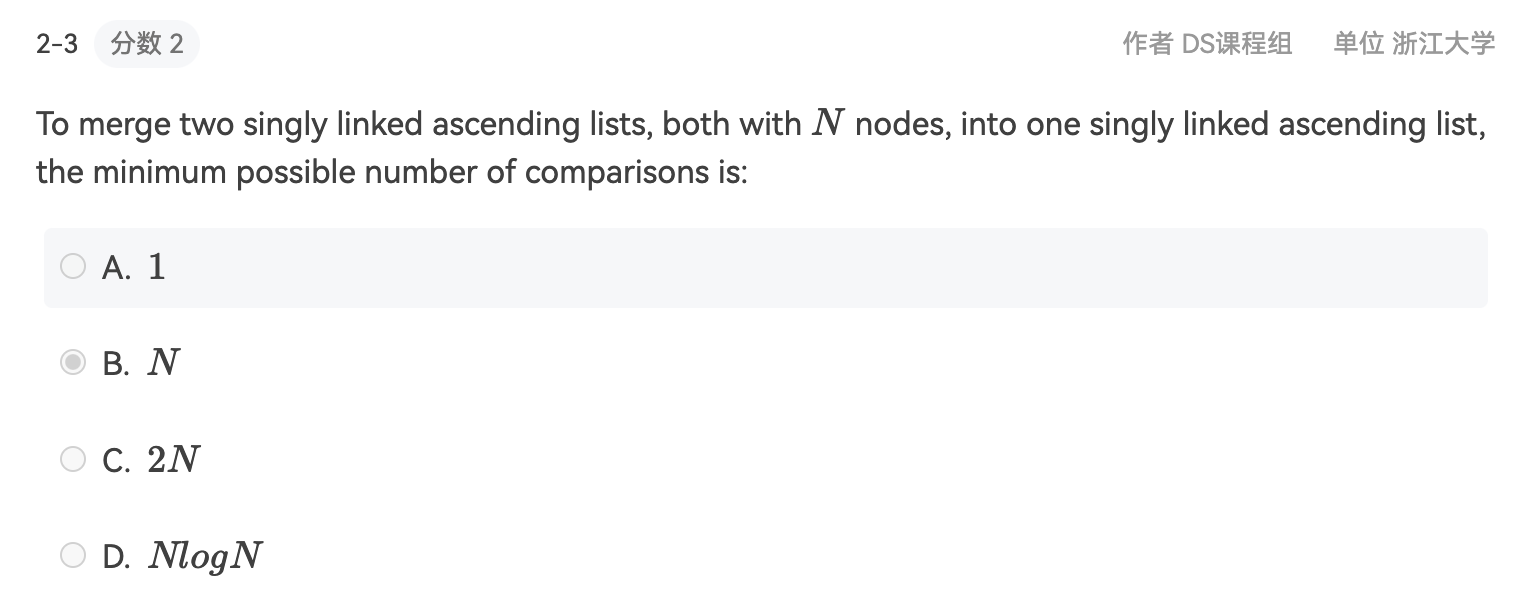 2-3 分数 2 作者 DS课程组 单位 浙江大学
To merge two singly linked ascending lists, both with N nodes, into one singly linked ascending list,
the minimum possible number of comparisons is:
A. 1
B. N
C. 2N
D. NlogN